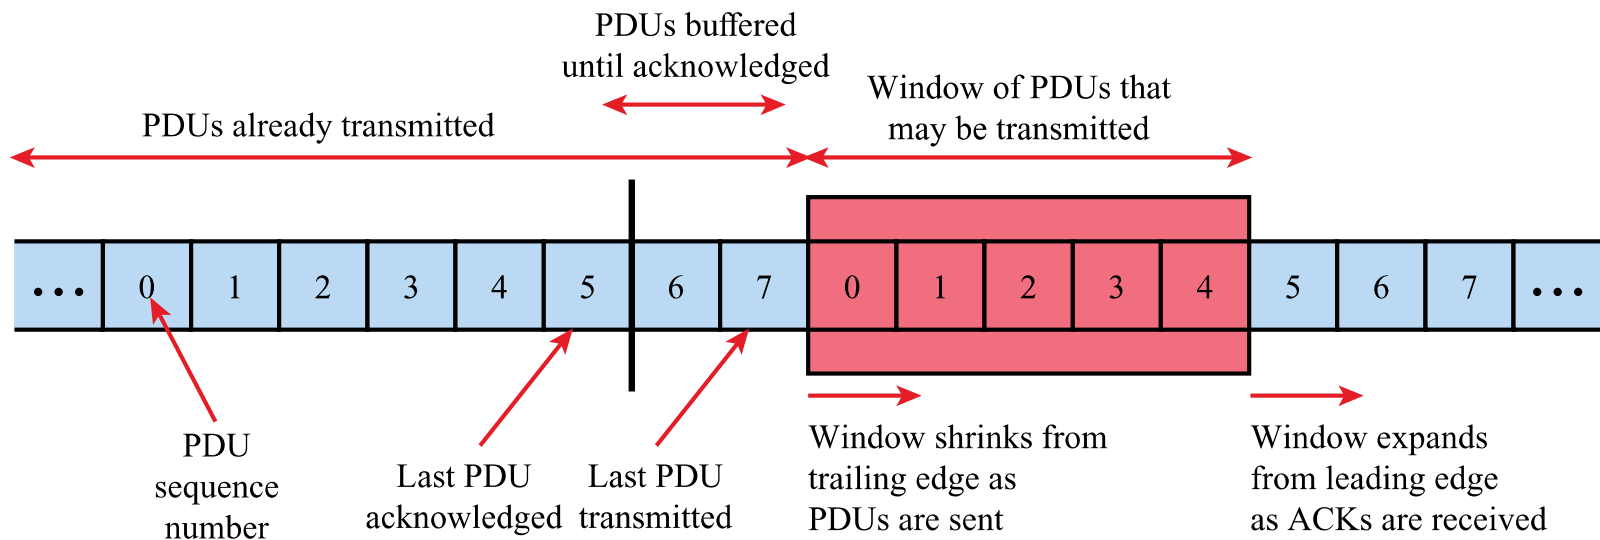 PDUs buffered
until acknowledged
Window of PDUs that
may be transmitted
PDUs already transmitted
... 0 1 2 3 4 5 6 7 0 1 2 3 4 5 6 7 ...
PDU
sequence
number
Last PDU
acknowledged
Last PDU
transmitted
Window shrinks from
trailing edge as
PDUs are sent
Window expands
from leading edge
as ACKs are received